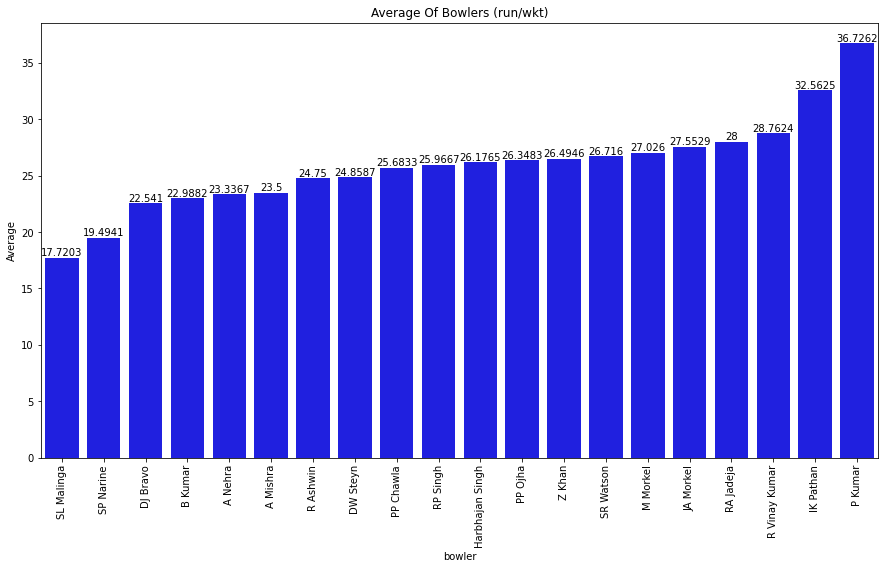 Average Of Bowlers (run/wkt)
Average
35
30
25
20
15
10
5
0
17.7203
19.4941
22.541
22.9882
23.3367
23.5
24.75
24.8587
25.6833
25.9667
26.1765
26.3483
26.4946
26.716
27.026
27.5529
28
28.7624
32.5625
36.7262
SL Malinga
SP Narine
DJ Bravo
B Kumar
A Nehra
A Mishra
R Ashwin
DW Steyn
PP Chawla
RP Singh
Harbhajan Singh
PP Ojha
Z Khan
SR Watson
M Morkel
JA Morkel
RA Jadeja
R Vinay Kumar
IK Pathan
P Kumar
bowler